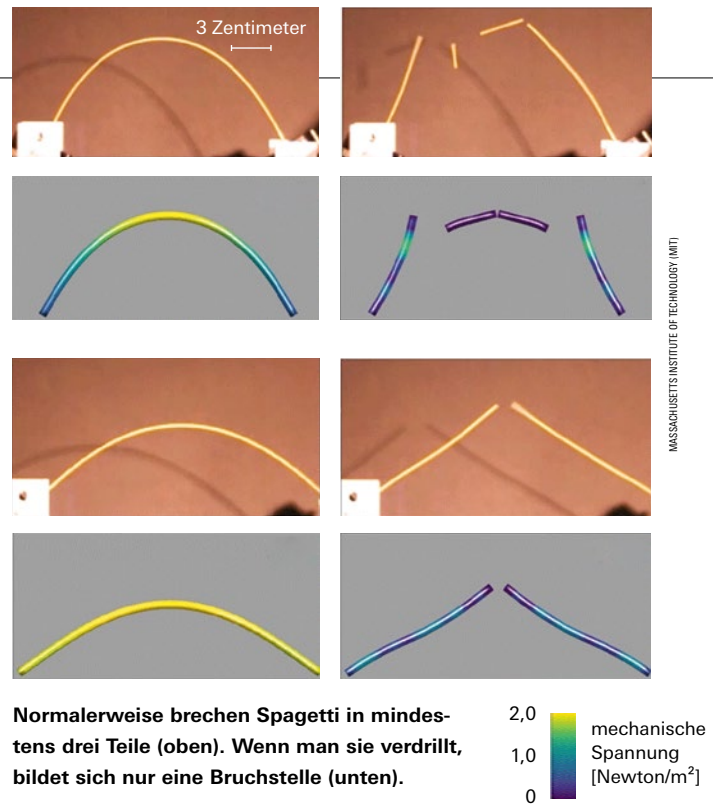 3 Zentimeter
MASSACHUSETTS INSTITUTE OF TECHNOLOGY (MIT)
Normalerweise brechen Spagetti in mindes-
tens drei Teile (oben). Wenn man sie verdrillt,
bildet sich nur eine Bruchstelle (unten).
2,0
1,0
0
mechanische
Spannung
[Newton/m²]